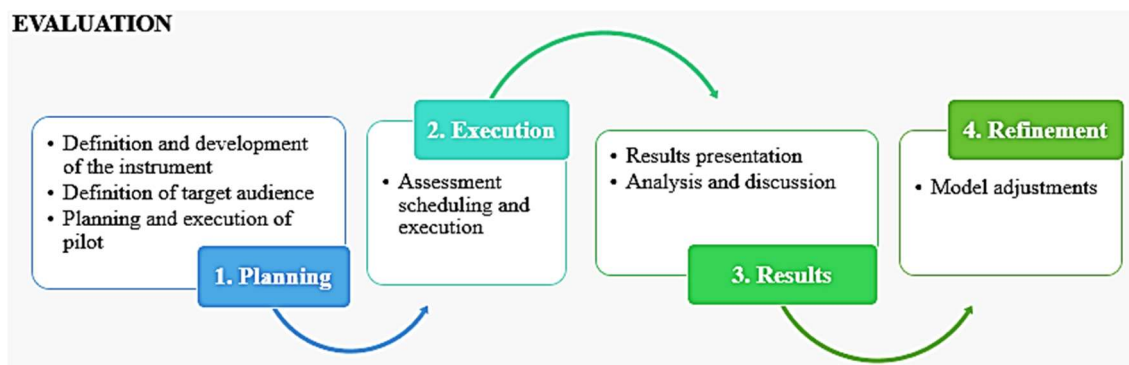 EVALUATION
• Definition and development
of the instrument
• Definition of target audience
• Planning and execution of
pilot
1. Planning
2. Execution
• Assessment
scheduling and
execution
• Results presentation
• Analysis and discussion
3. Results
4. Refinement
• Model adjustments